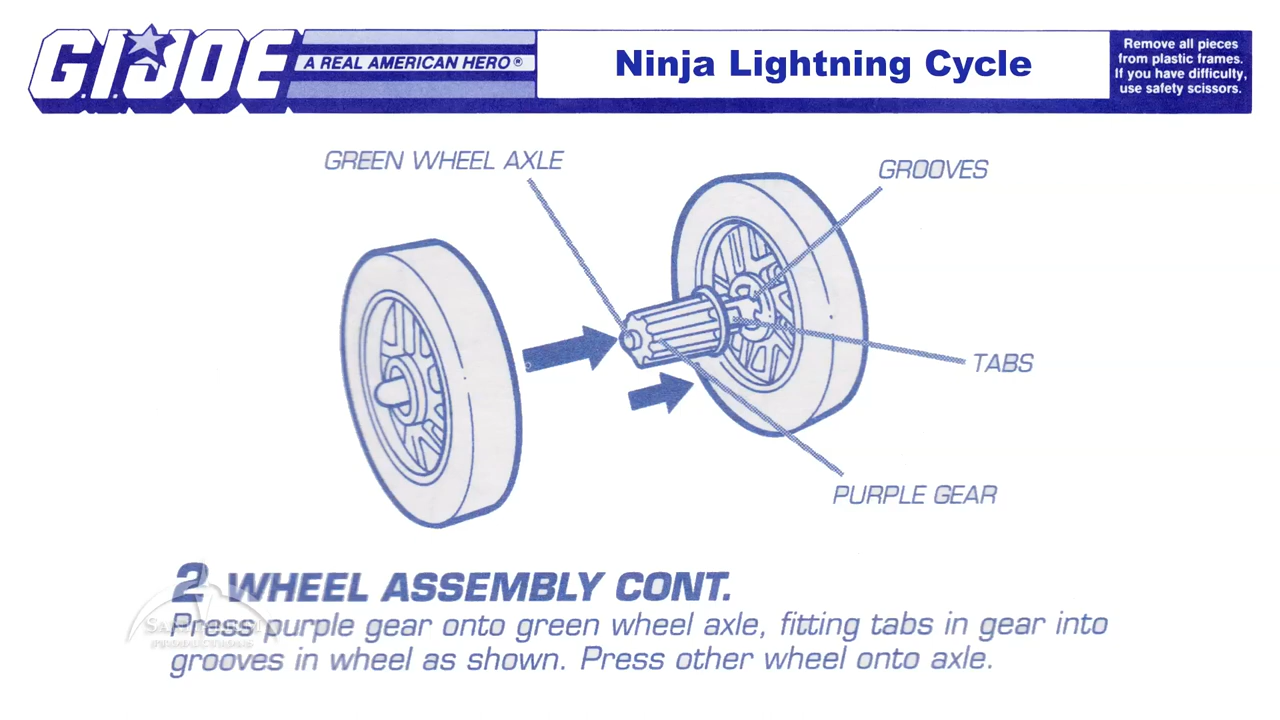 G.I. JOE
A REAL AMERICAN HERO®
Ninja Lightning Cycle
Remove all pieces
from plastic frames.
If you have difficulty,
use safety scissors.
GREEN WHEEL AXLE
GROOVES
TABS
PURPLE GEAR
2 WHEEL ASSEMBLY CONT.
Press purple gear onto green wheel axle, fitting tabs in gear into
grooves in wheel as shown. Press other wheel onto axle.
PRODUCTIONS